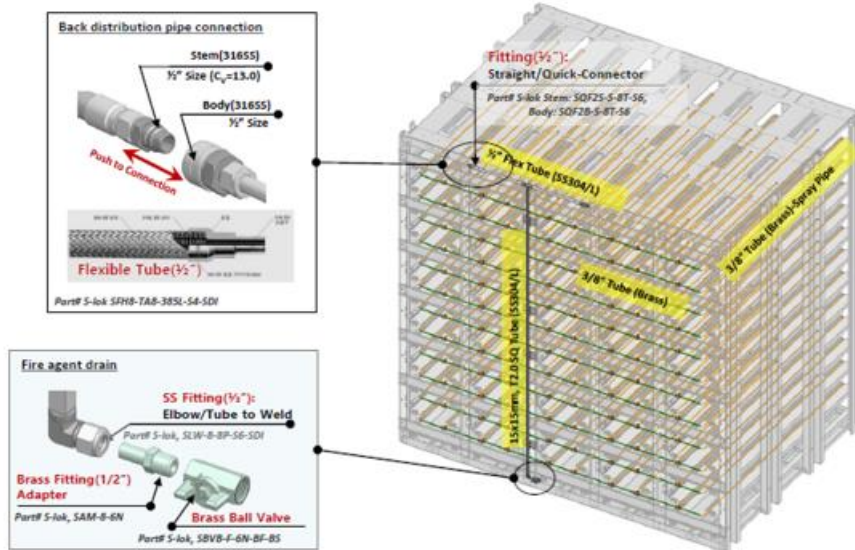 Back distribution pipe connection
Stem(316SS)
½" Size (Cᵥ=13.0)
Body(316SS)
½" Size
Push to Connection
Flexible Tube(½")
Part# S-lok SFH8-TA8-385L-S4-SDI
Fitting(½"):
Straight/Quick-Connector
Part# S-lok Stem: SQF2S-S-8T-S6,
Body: SQF2B-S-8T-S6
½" Flex Tube (SS304/L)
3/8" Tube (Brass)-Spray Pipe
3/8" Tube (Brass)
15x15mm, T2.0 SQ Tube (SS304/L)
Fire agent drain
SS Fitting(½"):
Elbow/Tube to Weld
Part# S-lok, SLW-8-8P-S6-SDI
Brass Fitting(1/2")
Adapter
Part# S-lok, SAM-8-6N
Brass Ball Valve
Part# S-lok, SBVB-F-6N-BF-BS